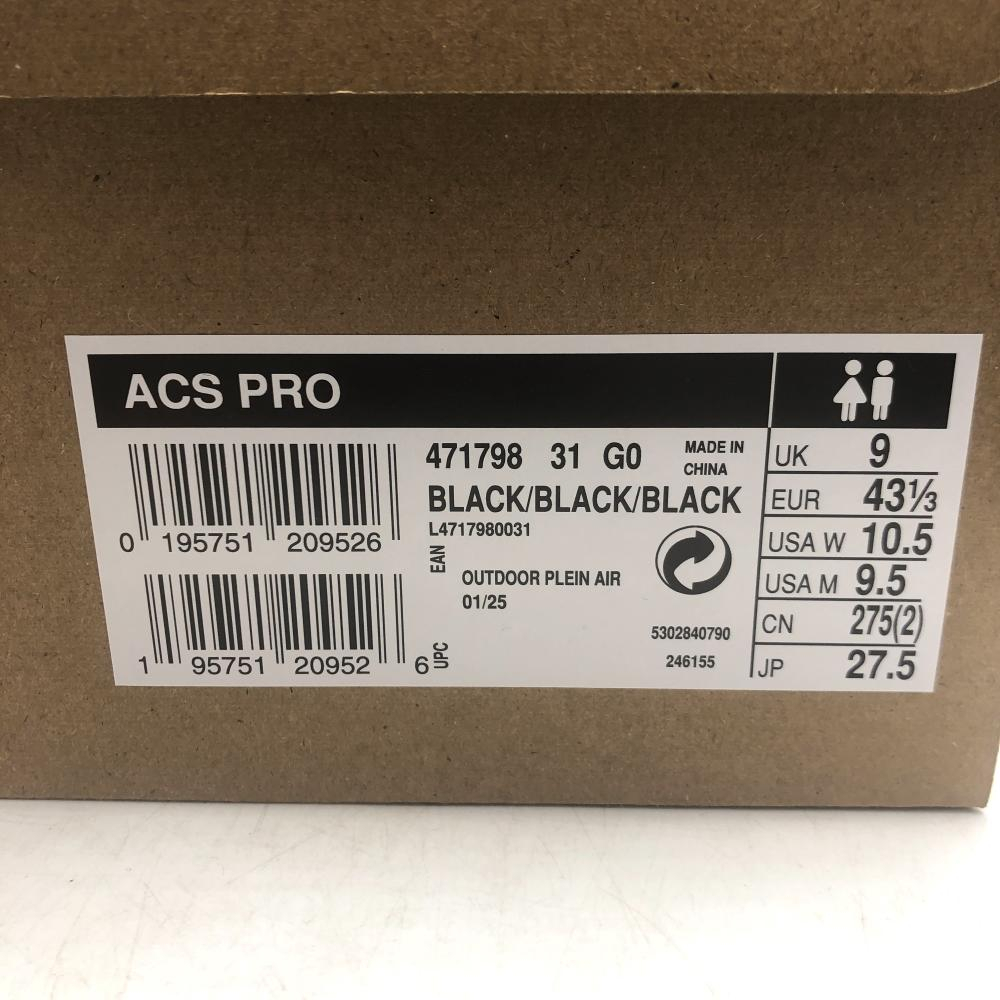 ACS PRO
471798 31 G0
MADE IN
CHINA
BLACK/BLACK/BLACK
L4717980031
0 195751 209526
EAN
OUTDOOR PLEIN AIR
01/25
5302840790
246155
1 95751 20952 6
UPC
UK 9
EUR 43⅓
USA W 10.5
USA M 9.5
CN 275(2)
JP 27.5